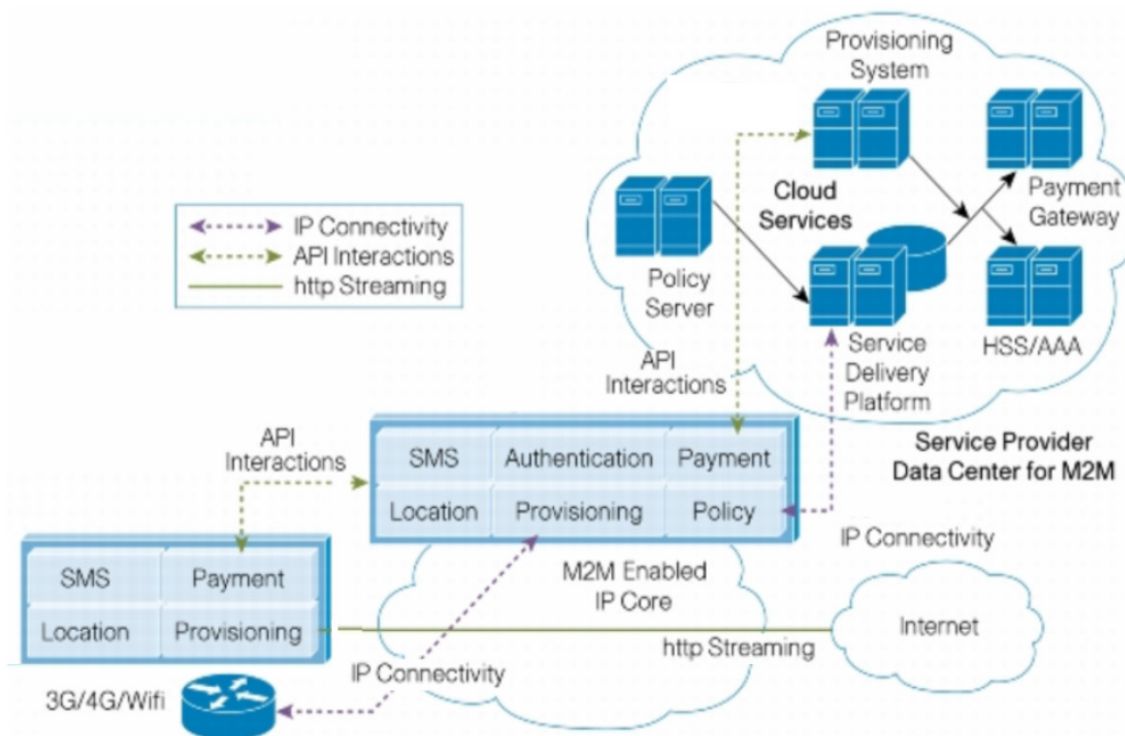 Provisioning
System
Cloud
Services
Payment
Gateway
Policy
Server
Service
Delivery
Platform
HSS/AAA
IP Connectivity
API Interactions
http Streaming
API
Interactions
Service Provider
Data Center for M2M
API
Interactions
SMS
Authentication
Payment
Location
Provisioning
Policy
IP Connectivity
M2M Enabled
IP Core
SMS
Payment
Location
Provisioning
Internet
http Streaming
IP Connectivity
3G/4G/Wifi